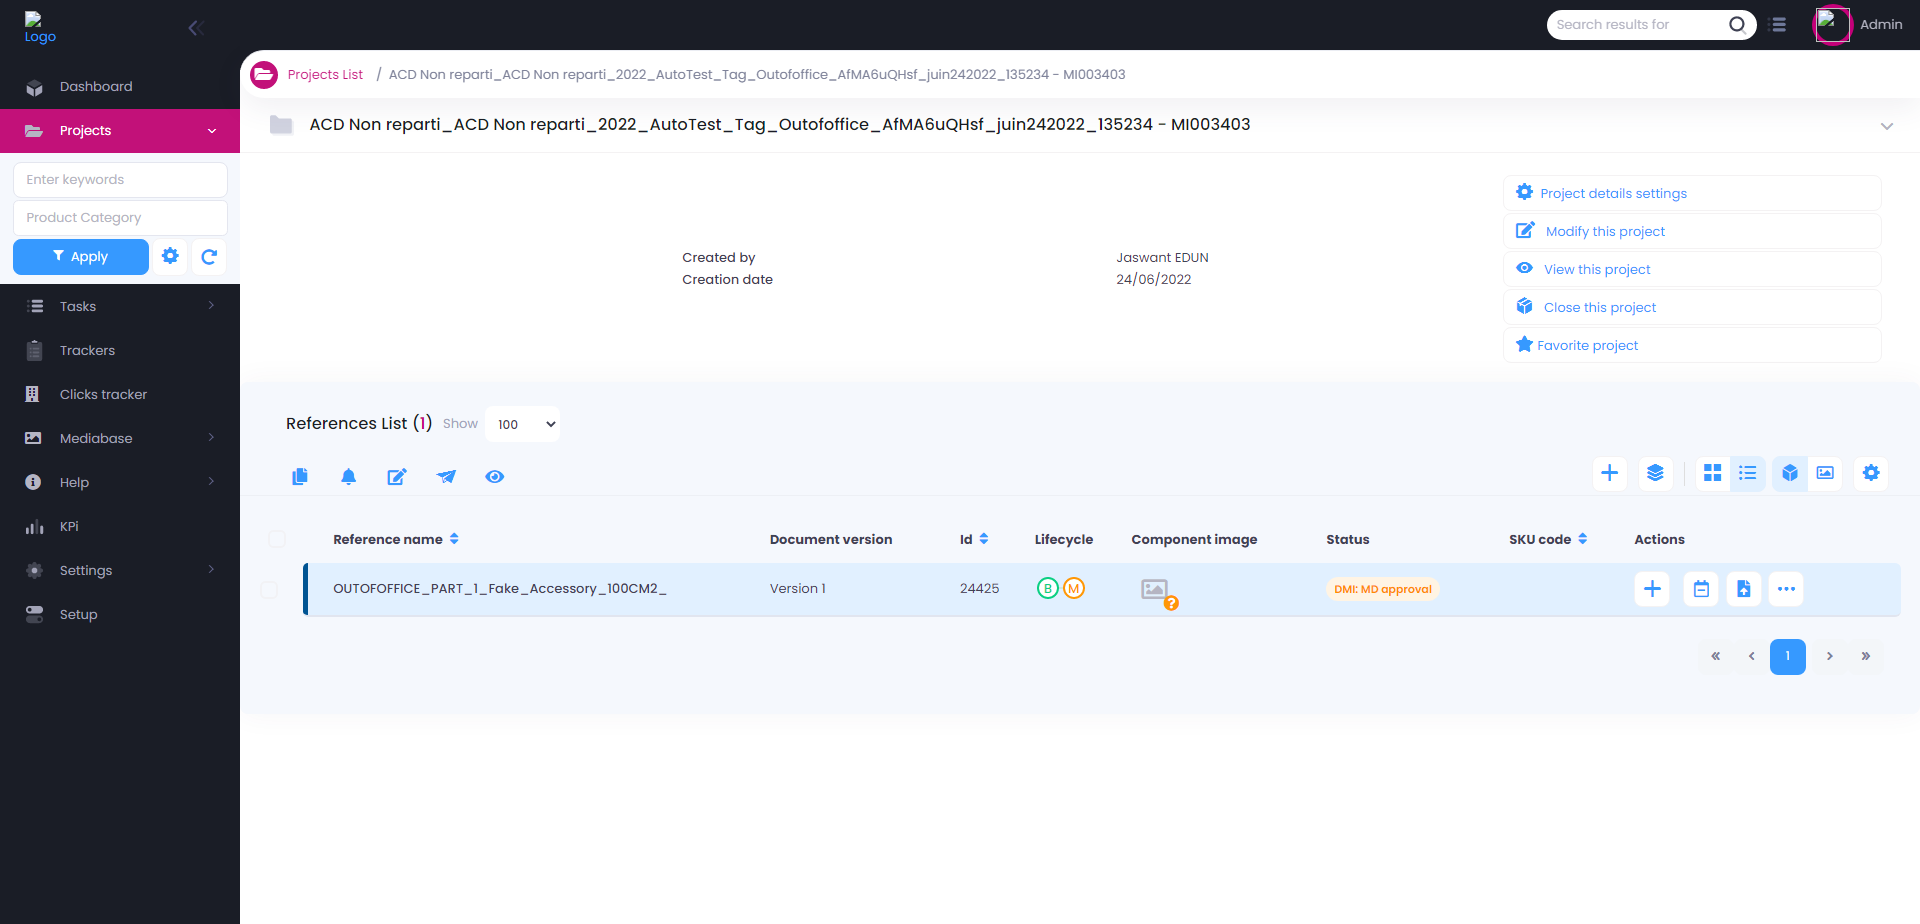 Logo
Search results for
Admin
Dashboard
Projects
Enter keywords
Product Category
Apply
Tasks
Trackers
Clicks tracker
Mediabase
Help
KPi
Settings
Setup
Projects List / ACD Non reparti_ACD Non reparti_2022_AutoTest_Tag_Outofoffice_AfMA6uQHsf_juin242022_135234 - MI003403
ACD Non reparti_ACD Non reparti_2022_AutoTest_Tag_Outofoffice_AfMA6uQHsf_juin242022_135234 - MI003403
Created by Jaswant EDUN
Creation date 24/06/2022
Project details settings
Modify this project
View this project
Close this project
Favorite project
References List (1) Show 100
Reference name Document version Id Lifecycle Component image Status SKU code Actions
OUTOFOFFICE_PART_1_Fake_Accessory_100CM2_ Version 1 24425 B M ? DMI: MD approval
« ‹ 1 › »